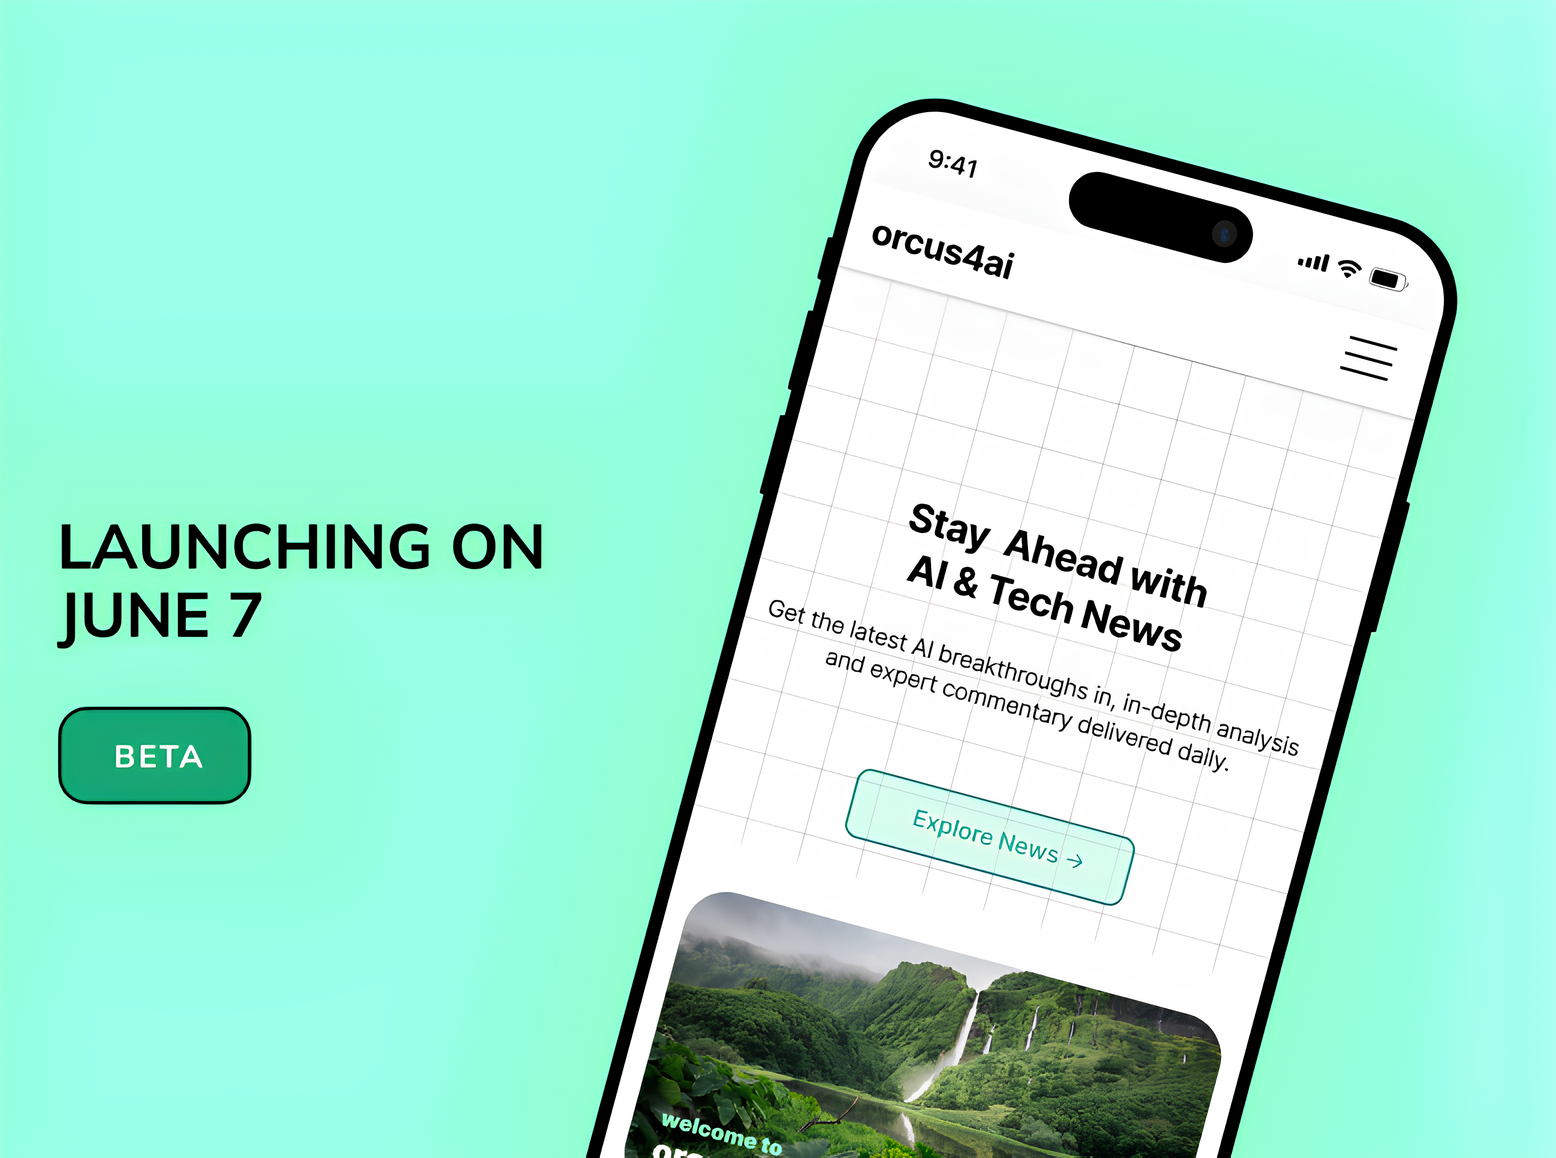 LAUNCHING ON
JUNE 7
BETA
9:41
orcus4ai
Stay Ahead with
AI & Tech News
Get the latest AI breakthroughs in, in-depth analysis
and expert commentary delivered daily.
Explore News →
welcome to